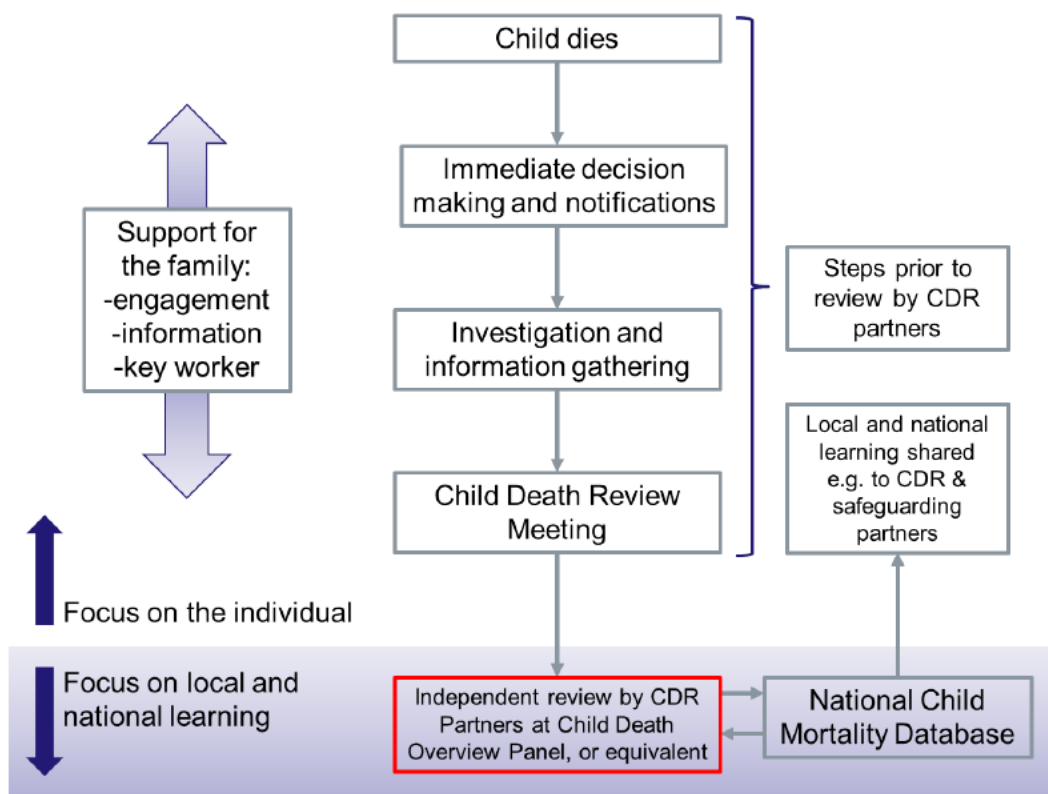 Child dies
Immediate decision
making and notifications
Support for
the family:
-engagement
-information
-key worker
Steps prior to
review by CDR
partners
Investigation and
information gathering
Local and national
learning shared
e.g. to CDR &
safeguarding
partners
Child Death Review
Meeting
Focus on the individual
Focus on local and
national learning
Independent review by CDR
Partners at Child Death
Overview Panel, or equivalent
National Child
Mortality Database